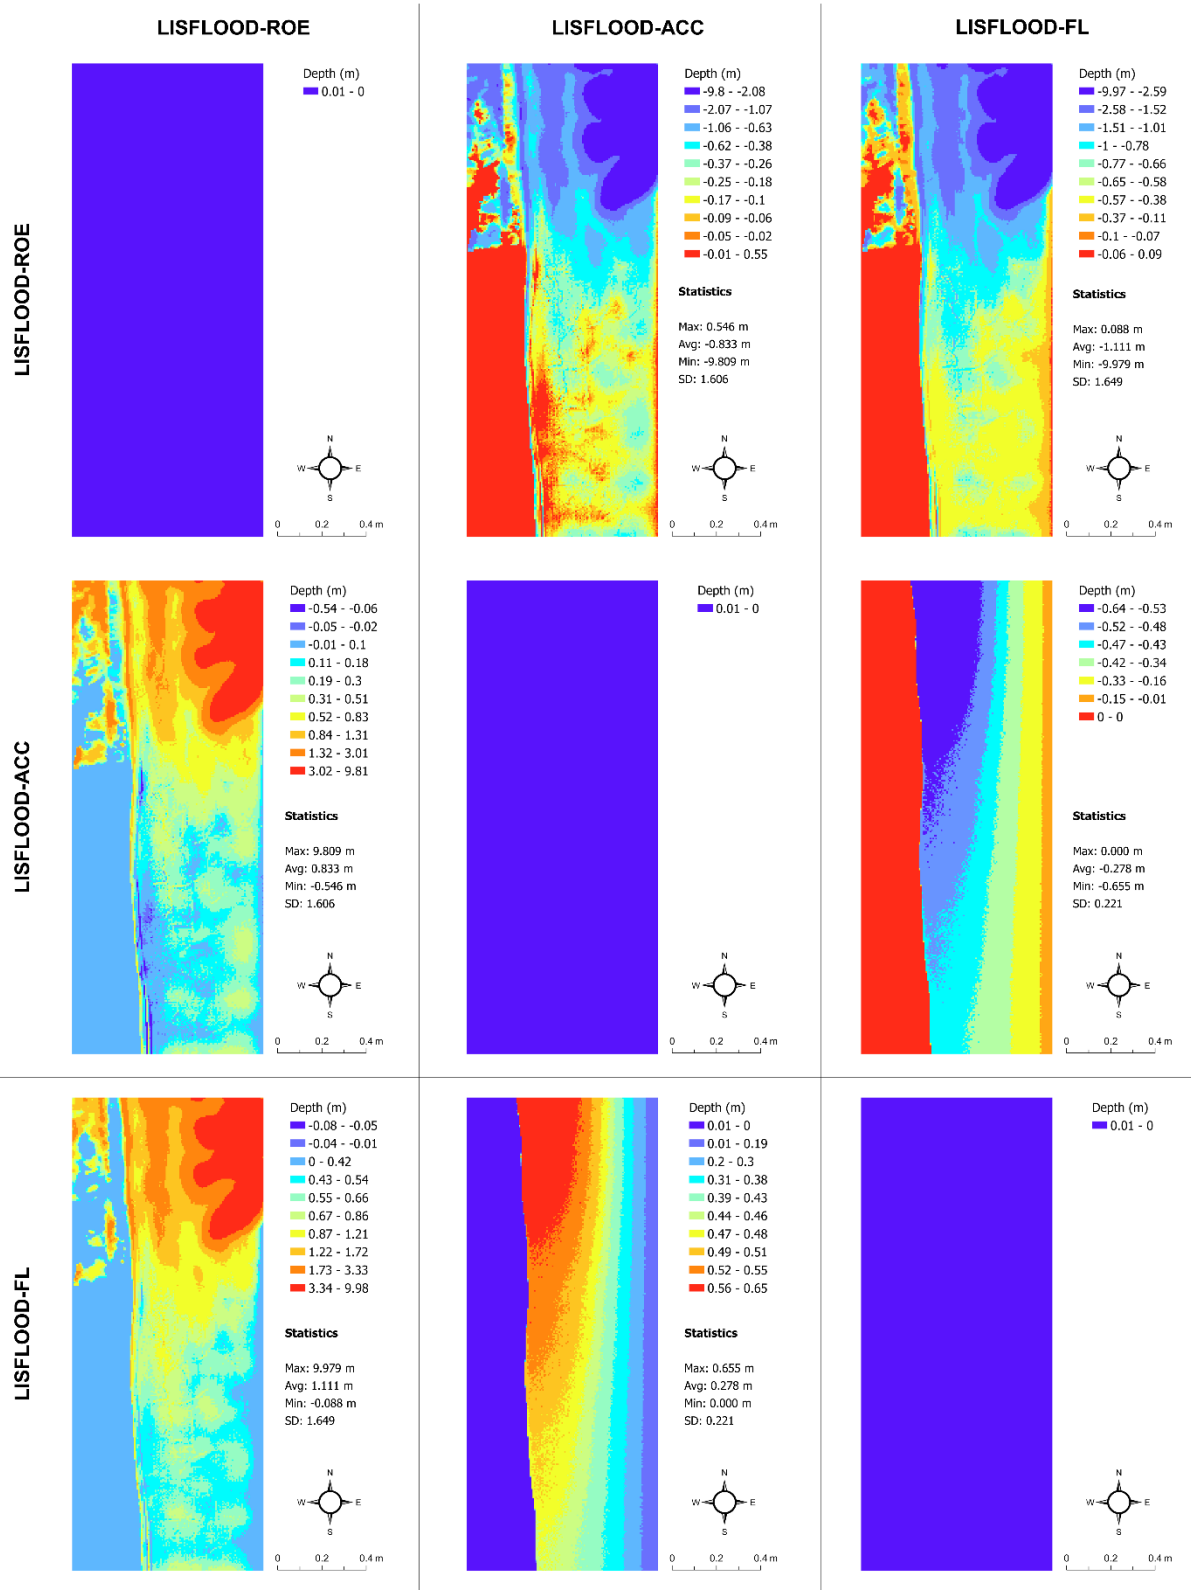 LISFLOOD-ROE
LISFLOOD-ACC
LISFLOOD-FL
LISFLOOD-ROE
Depth (m)
0.01 - 0
N
W E
S
0 0.2 0.4 m
Depth (m)
-9.8 - -2.08
-2.07 - -1.07
-1.06 - -0.63
-0.62 - -0.38
-0.37 - -0.26
-0.25 - -0.18
-0.17 - -0.1
-0.09 - -0.06
-0.05 - -0.02
-0.01 - 0.55
Statistics
Max: 0.546 m
Avg: -0.833 m
Min: -9.809 m
SD: 1.606
N
W E
S
0 0.2 0.4 m
Depth (m)
-9.97 - -2.59
-2.58 - -1.52
-1.51 - -1.01
-1 - -0.78
-0.77 - -0.66
-0.65 - -0.58
-0.57 - -0.38
-0.37 - -0.11
-0.1 - -0.07
-0.06 - 0.09
Statistics
Max: 0.088 m
Avg: -1.111 m
Min: -9.979 m
SD: 1.649
N
W E
S
0 0.2 0.4 m
LISFLOOD-ACC
Depth (m)
-0.54 - -0.06
-0.05 - -0.02
-0.01 - 0.1
0.11 - 0.18
0.19 - 0.3
0.31 - 0.51
0.52 - 0.83
0.84 - 1.31
1.32 - 3.01
3.02 - 9.81
Statistics
Max: 9.809 m
Avg: 0.833 m
Min: -0.546 m
SD: 1.606
N
W E
S
0 0.2 0.4 m
Depth (m)
0.01 - 0
N
W E
S
0 0.2 0.4 m
Depth (m)
-0.64 - -0.53
-0.52 - -0.48
-0.47 - -0.43
-0.42 - -0.34
-0.33 - -0.16
-0.15 - -0.01
0 - 0
Statistics
Max: 0.000 m
Avg: -0.278 m
Min: -0.655 m
SD: 0.221
N
W E
S
0 0.2 0.4 m
LISFLOOD-FL
Depth (m)
-0.08 - -0.05
-0.04 - -0.01
0 - 0.42
0.43 - 0.54
0.55 - 0.66
0.67 - 0.86
0.87 - 1.21
1.22 - 1.72
1.73 - 3.33
3.34 - 9.98
Statistics
Max: 9.979 m
Avg: 1.111 m
Min: -0.088 m
SD: 1.649
N
W E
S
0 0.2 0.4 m
Depth (m)
0.01 - 0
0.01 - 0.19
0.2 - 0.3
0.31 - 0.38
0.39 - 0.43
0.44 - 0.46
0.47 - 0.48
0.49 - 0.51
0.52 - 0.55
0.56 - 0.65
Statistics
Max: 0.655 m
Avg: 0.278 m
Min: 0.000 m
SD: 0.221
N
W E
S
0 0.2 0.4 m
Depth (m)
0.01 - 0
N
W E
S
0 0.2 0.4 m